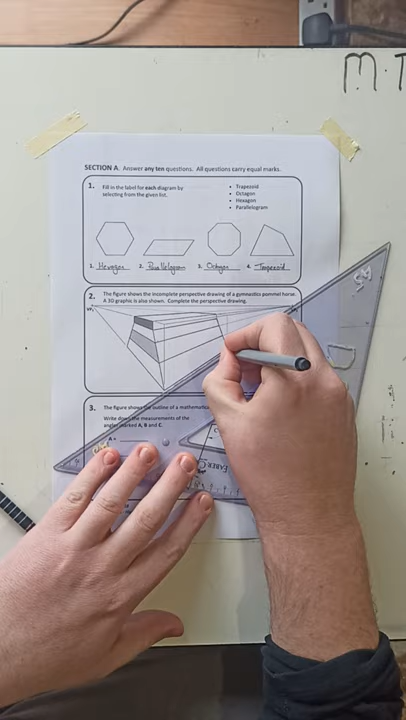 M.T
SECTION A. Answer any ten questions. All questions carry equal marks.
1. Fill in the label for each diagram by
selecting from the given list.
• Trapezoid
• Octagon
• Hexagon
• Parallelogram
1. Hexagon 2. Parallelogram 3. Octagon 4. Trapezoid
2. The figure shows the incomplete perspective drawing of a gymnastics pommel horse.
A 3D graphic is also shown. Complete the perspective drawing.
3. The figure shows outline of a mathematical
Write down the measurements of the
angles marked A, B and C.
A =